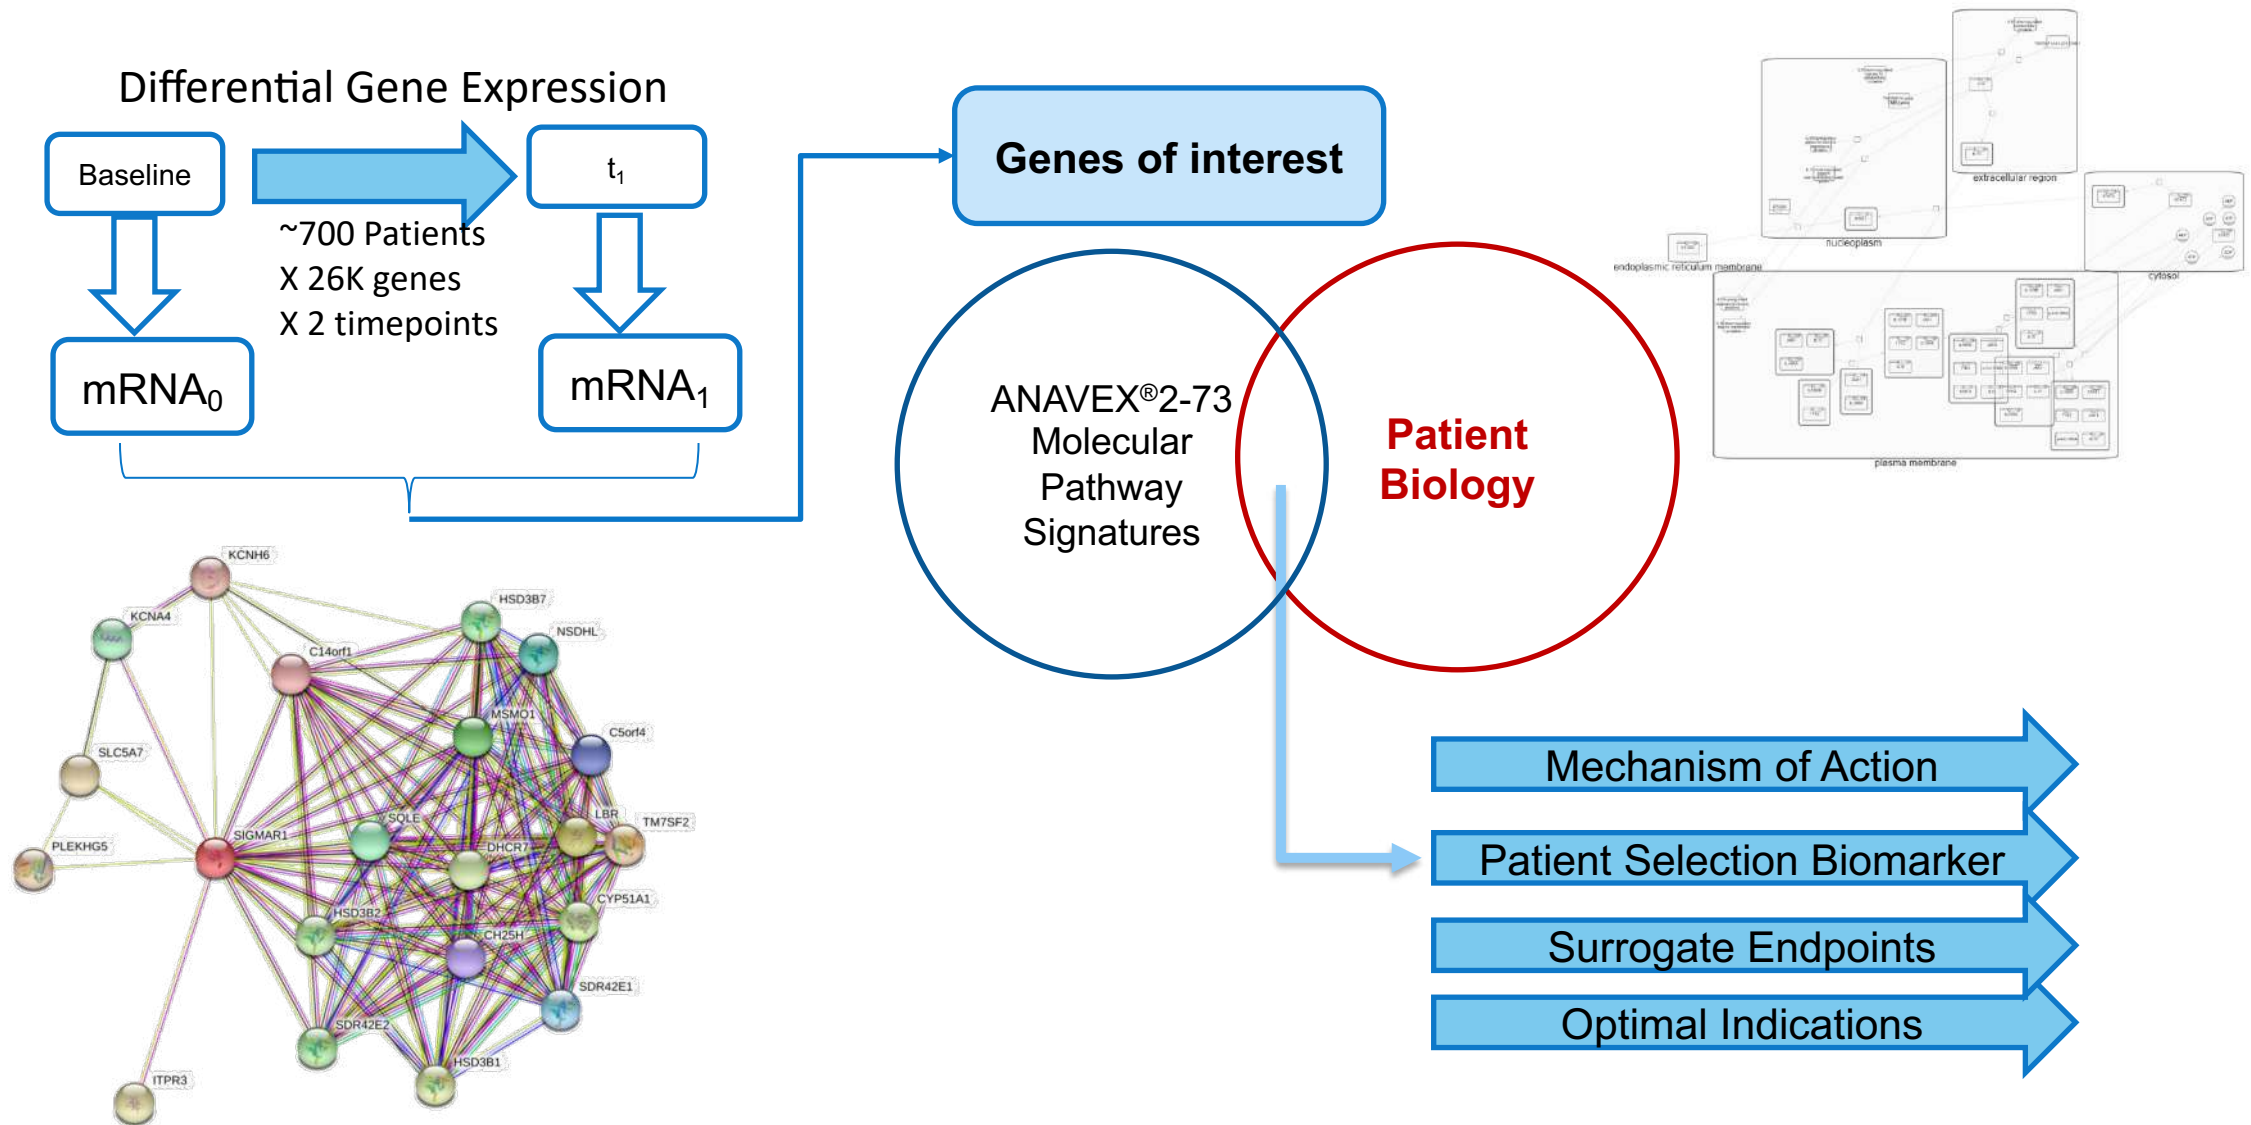 Differential Gene Expression
Baseline
t1
~700 Patients
X 26K genes
X 2 timepoints
mRNA0
mRNA1
Genes of interest
ANAVEX®2-73
Molecular
Pathway
Signatures
Patient
Biology
extracellular region
nucleoplasm
endoplasmic reticulum membrane
cytosol
plasma membrane
KCNH6
KCNA4
HSD3B7
NSDHL
C14orf1
MSMO1
C5orf4
SLC5A7
SQLE
LBR
TM7SF2
SIGMAR1
DHCR7
PLEKHG5
HSD3B2
CYP51A1
CH25H
SDR42E1
SDR42E2
HSD3B1
ITPR3
Mechanism of Action
Patient Selection Biomarker
Surrogate Endpoints
Optimal Indications